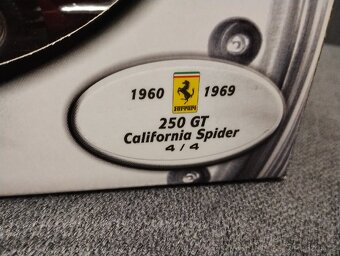 1960 1969
Ferrari
250 GT
California Spider
4/4